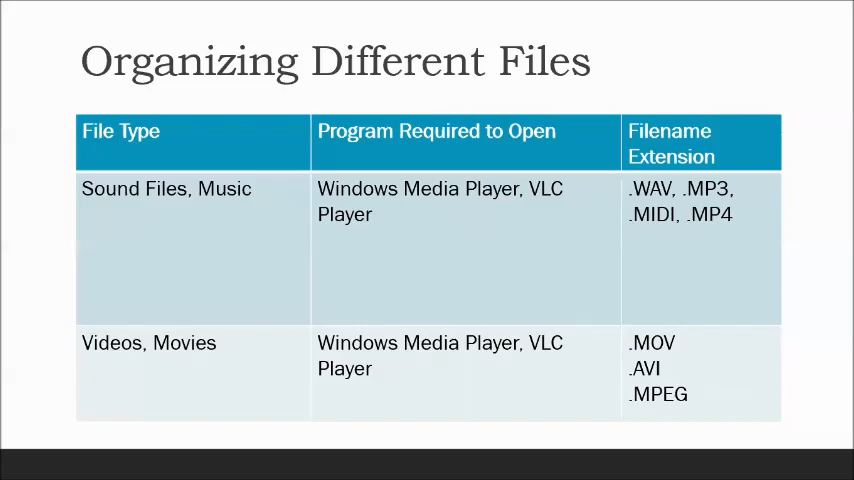 Organizing Different Files
File Type
Program Required to Open
Filename
Extension
Sound Files, Music
Windows Media Player, VLC
Player
.WAV, .MP3,
.MIDI, .MP4
Videos, Movies
Windows Media Player, VLC
Player
.MOV
.AVI
.MPEG